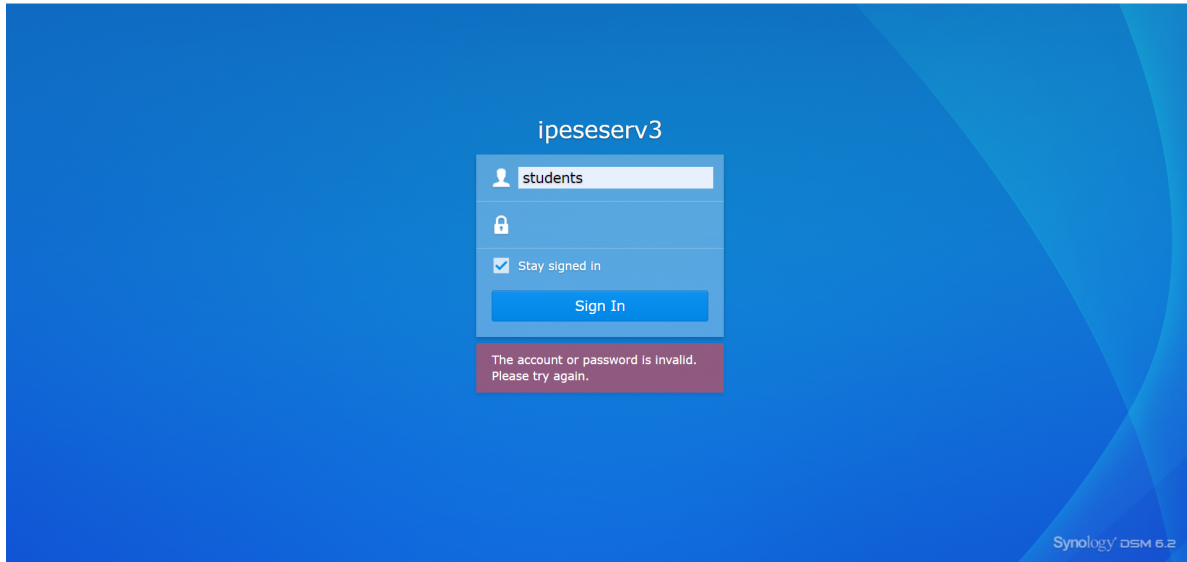 ipeseserv3
students
Stay signed in
Sign In
The account or password is invalid.
Please try again.
Synology DSM 6.2